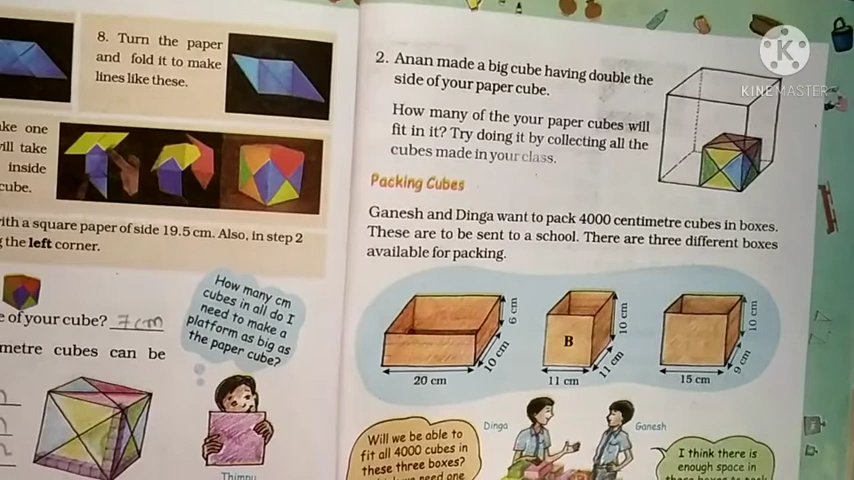 8. Turn the paper
and fold it to make
lines like these.
ake one
vill take
inside
cube.
with a square paper of side 19.5 cm. Also, in step 2
g the left corner.
How many cm
cubes in all do I
need to make a
platform as big as
the paper cube?
e of your cube? 7cm
metre cubes can be
Thimpu
KINEMASTER
2. Anan made a big cube having double the
side of your paper cube.
How many of the your paper cubes will
fit in it? Try doing it by collecting all the
cubes made in your class.
Packing Cubes
Ganesh and Dinga want to pack 4000 centimetre cubes in boxes.
These are to be sent to a school. There are three different boxes
available for packing.
6 cm
10 cm
20 cm
B
10 cm
11 cm
11 cm
10 cm
9 cm
15 cm
Dinga
Ganesh
Will we be able to
fit all 4000 cubes in
these three boxes?
I think there is
enough space in